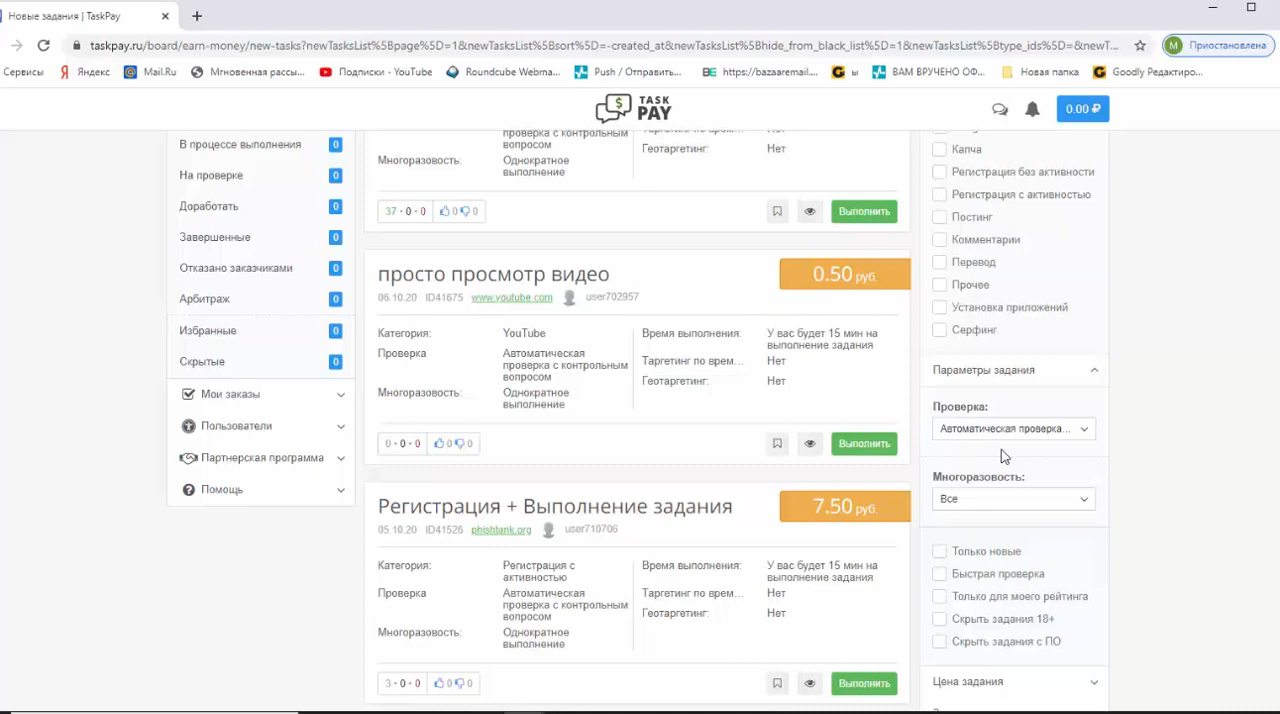 Новые задания | TaskPay
taskpay.ru/board/earn-money/new-tasks?newTasksList%5Bpage%5D=1&newTasksList%5Bsort%5D=-created_at&newTasksList%5Bhide_from_black_list%5D=1&newTasksList%5Btype_ids%5D=&newT...
M Приостановлена
Сервисы
Яндекс
Mail.Ru
Мгновенная рассы...
Подписки - YouTube
Roundcube Webma...
Push / Отправить...
https://bazaaremail....
ы
ВАМ ВРУЧЕНО ОФ...
Новая папка
Goodly Редактиро...
TASK
PAY
0.00 ₽
В процессе выполнения 0
На проверке 0
Доработать 0
Завершенные 0
Отказано заказчиками 0
Арбитраж 0
Избранные 0
Скрытые 0
Мои заказы
Пользователи
Партнерская программа
Помощь
проверка с контрольным
вопросом
Многоразовость:
Однократное
выполнение
Геотаргетинг:
Нет
37 - 0 - 0
0 0
Выполнить
просто просмотр видео
0.50 руб.
06.10.20 ID41675 www.youtube.com user702957
Категория:
YouTube
Проверка
Автоматическая
проверка с контрольным
вопросом
Многоразовость:
Однократное
выполнение
Время выполнения:
У вас будет 15 мин на
выполнение задания
Таргетинг по врем...
Нет
Геотаргетинг:
Нет
0 - 0 - 0
0 0
Выполнить
Регистрация + Выполнение задания
7.50 руб.
05.10.20 ID41526 phishtank.org user710706
Категория:
Регистрация с
активностью
Проверка
Автоматическая
проверка с контрольным
вопросом
Многоразовость:
Однократное
выполнение
Время выполнения:
У вас будет 15 мин на
выполнение задания
Таргетинг по врем...
Нет
Геотаргетинг:
Нет
3 - 0 - 0
0 0
Выполнить
Капча
Регистрация без активности
Регистрация с активностью
Постинг
Комментарии
Перевод
Прочее
Установка приложений
Серфинг
Параметры задания
Проверка:
Автоматическая проверка...
Многоразовость:
Все
Только новые
Быстрая проверка
Только для моего рейтинга
Скрыть задания 18+
Скрыть задания с ПО
Цена задания